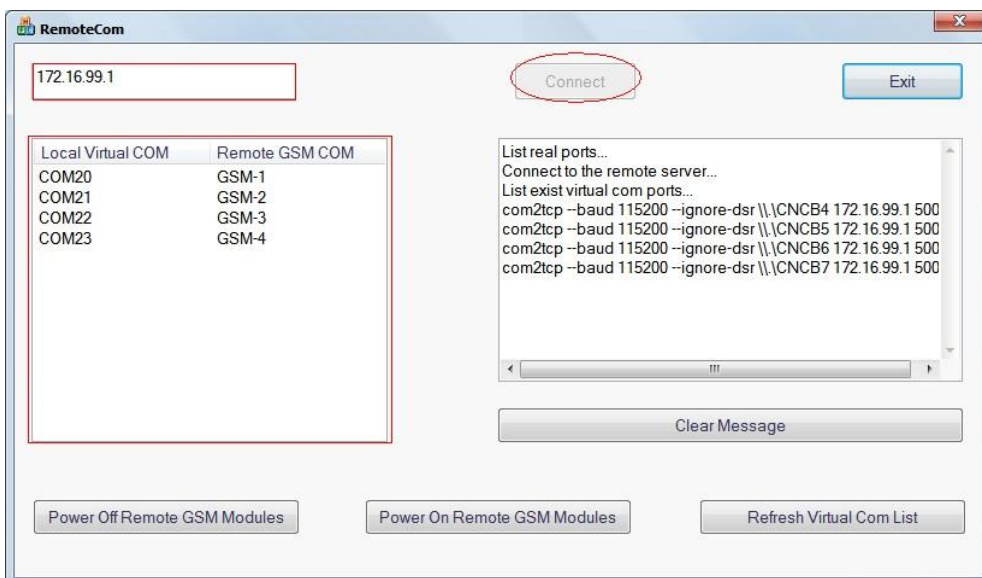 RemoteCom
172.16.99.1
Connect
Exit
Local Virtual COM Remote GSM COM
COM20 GSM-1
COM21 GSM-2
COM22 GSM-3
COM23 GSM-4
List real ports...
Connect to the remote server...
List exist virtual com ports...
com2tcp --baud 115200 --ignore-dsr \\.\CNCB4 172.16.99.1 500
com2tcp --baud 115200 --ignore-dsr \\.\CNCB5 172.16.99.1 500
com2tcp --baud 115200 --ignore-dsr \\.\CNCB6 172.16.99.1 500
com2tcp --baud 115200 --ignore-dsr \\.\CNCB7 172.16.99.1 500
Clear Message
Power Off Remote GSM Modules
Power On Remote GSM Modules
Refresh Virtual Com List